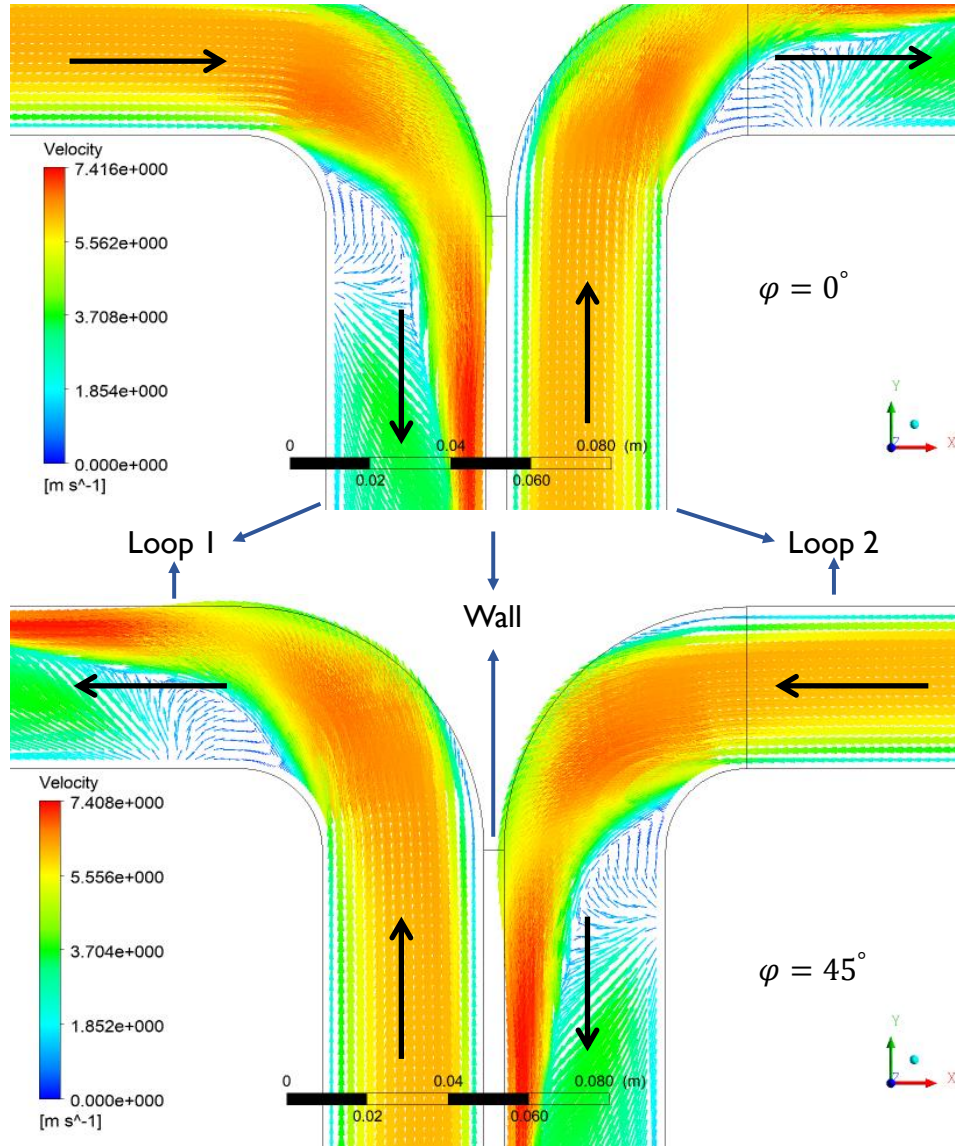 Velocity
7.416e+000
5.562e+000
3.708e+000
1.854e+000
0.000e+000
[m s^-1]
φ = 0°
0 0.04 0.080 (m)
0.02 0.060
Y
X
Z
Loop 1
Wall
Loop 2
Velocity
7.408e+000
5.556e+000
3.704e+000
1.852e+000
0.000e+000
[m s^-1]
φ = 45°
0 0.04 0.080 (m)
0.02 0.060
Y
X
Z